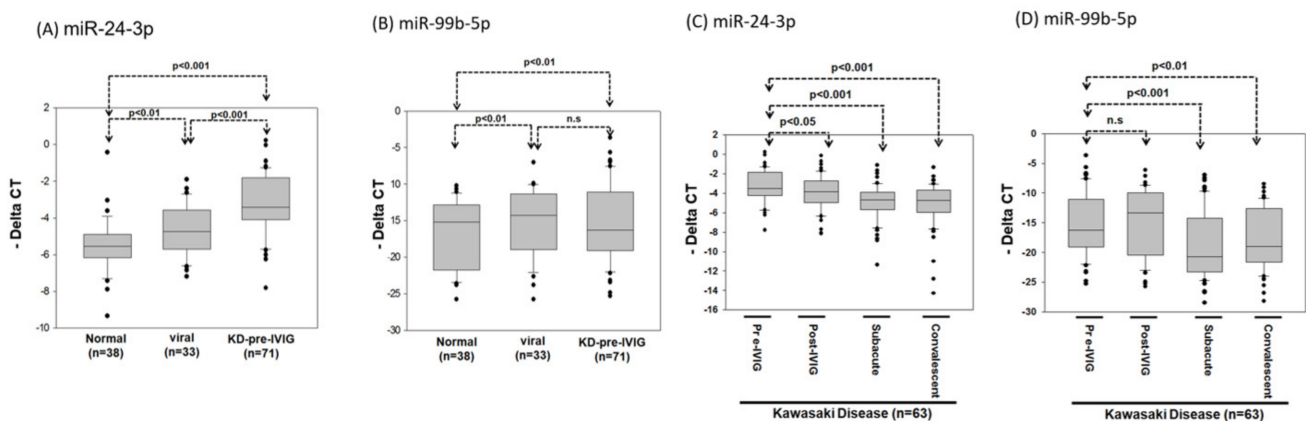 (A) miR-24-3p
p<0.001
p<0.01
p<0.001
2
0
-2
-4
-6
-8
-10
- Delta CT
Normal
(n=38)
viral
(n=33)
KD-pre-IVIG
(n=71)
(B) miR-99b-5p
p<0.01
p<0.01
n.s
0
-5
-10
-15
-20
-25
-30
- Delta CT
Normal
(n=38)
viral
(n=33)
KD-pre-IVIG
(n=71)
(C) miR-24-3p
p<0.001
p<0.001
p<0.05
2
0
-2
-4
-6
-8
-10
-12
-14
-16
- Delta CT
Pre-IVIG
Post-IVIG
Subacute
Convalescent
Kawasaki Disease (n=63)
(D) miR-99b-5p
p<0.01
p<0.001
n.s
0
-5
-10
-15
-20
-25
-30
- Delta CT
Pre-IVIG
Post-IVIG
Subacute
Convalescent
Kawasaki Disease (n=63)